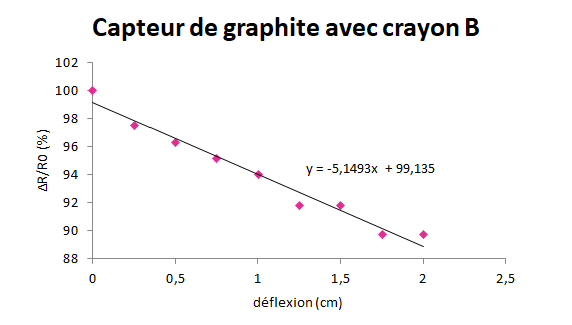 Capteur de graphite avec crayon B
102
100
98
96
94
92
90
88
ΔR/R0 (%)
y = -5,1493x + 99,135
0 0,5 1 1,5 2 2,5
déflexion (cm)